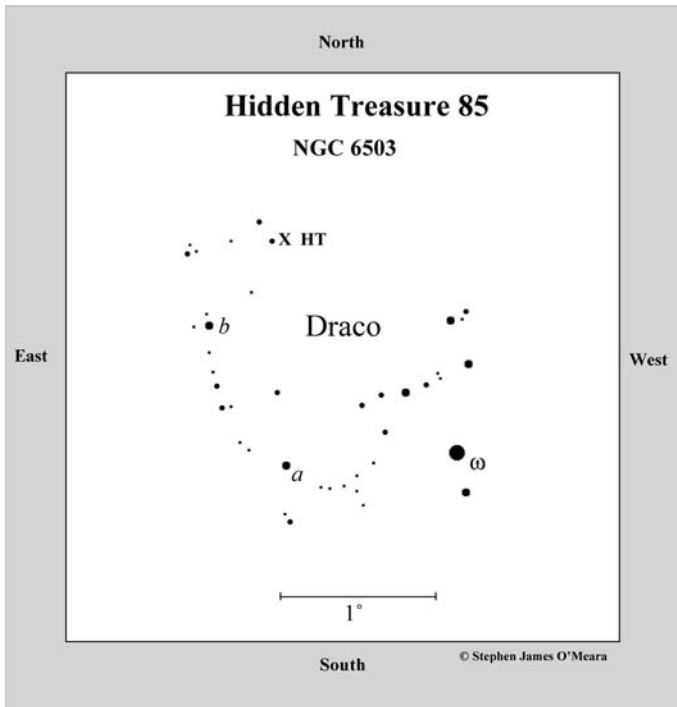 North
Hidden Treasure 85
NGC 6503
X HT
b
Draco
East
West
ω
a
1°
South
© Stephen James O'Meara